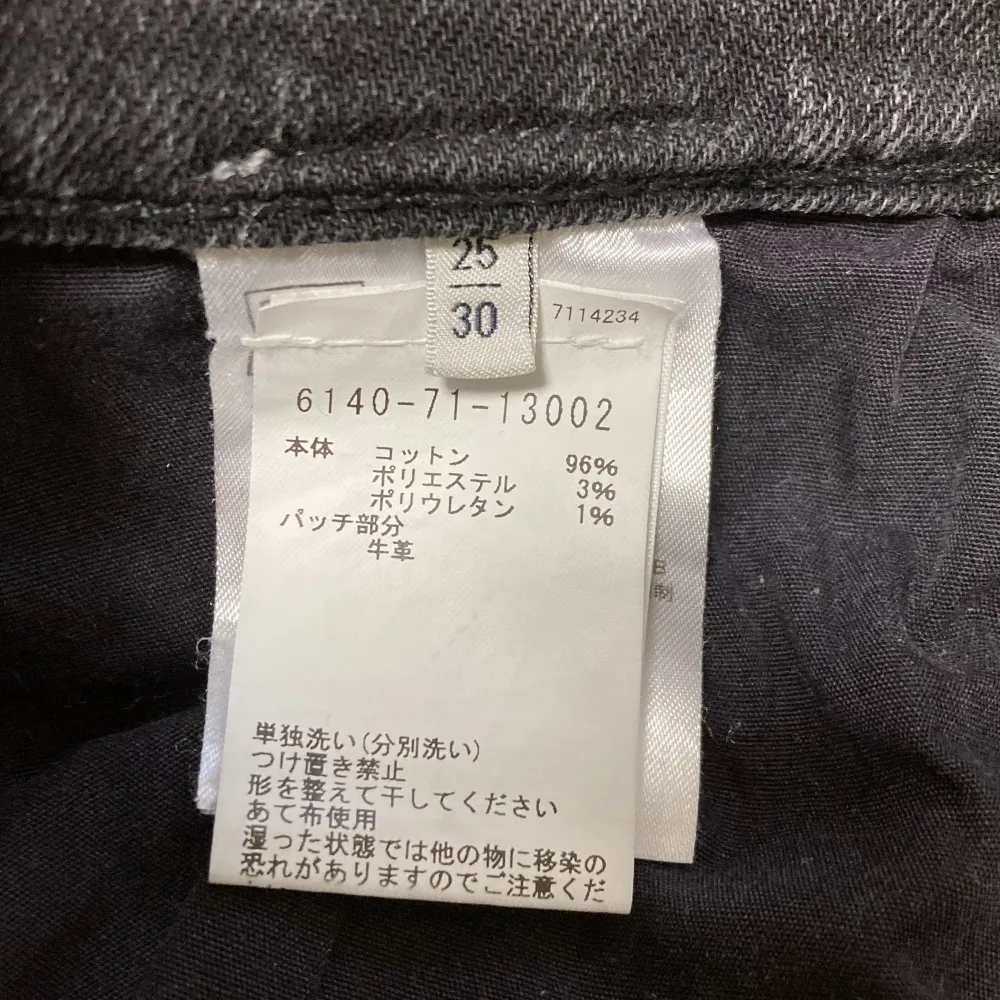 25
30
7114234
6140-71-13002
本体 コットン 96%
ポリエステル 3%
ポリウレタン 1%
パッチ部分
牛革
単独洗い(分別洗い)
つけ置き禁止
形を整えて干してください
あて布使用
湿った状態では他の物に移染の
恐れがありますのでご注意くだ